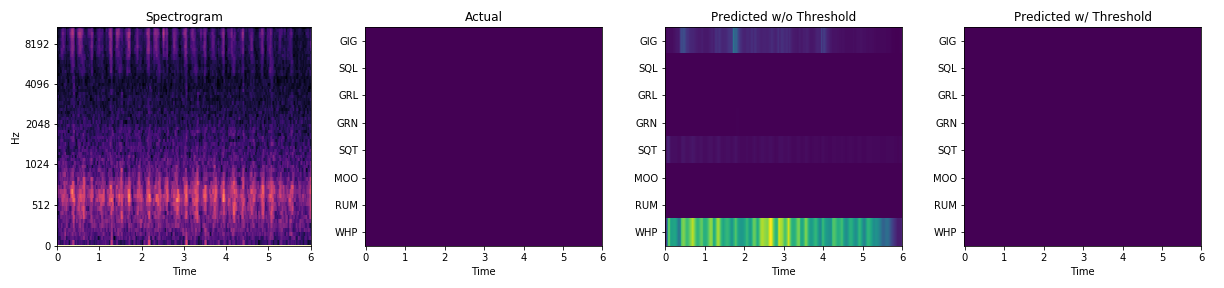 Spectrogram
Hz
8192
4096
2048
1024
512
0
0 1 2 3 4 5 6
Time
Actual
GIG
SQL
GRL
GRN
SQT
MOO
RUM
WHP
0 1 2 3 4 5 6
Time
Predicted w/o Threshold
GIG
SQL
GRL
GRN
SQT
MOO
RUM
WHP
0 1 2 3 4 5 6
Time
Predicted w/ Threshold
GIG
SQL
GRL
GRN
SQT
MOO
RUM
WHP
0 1 2 3 4 5 6
Time